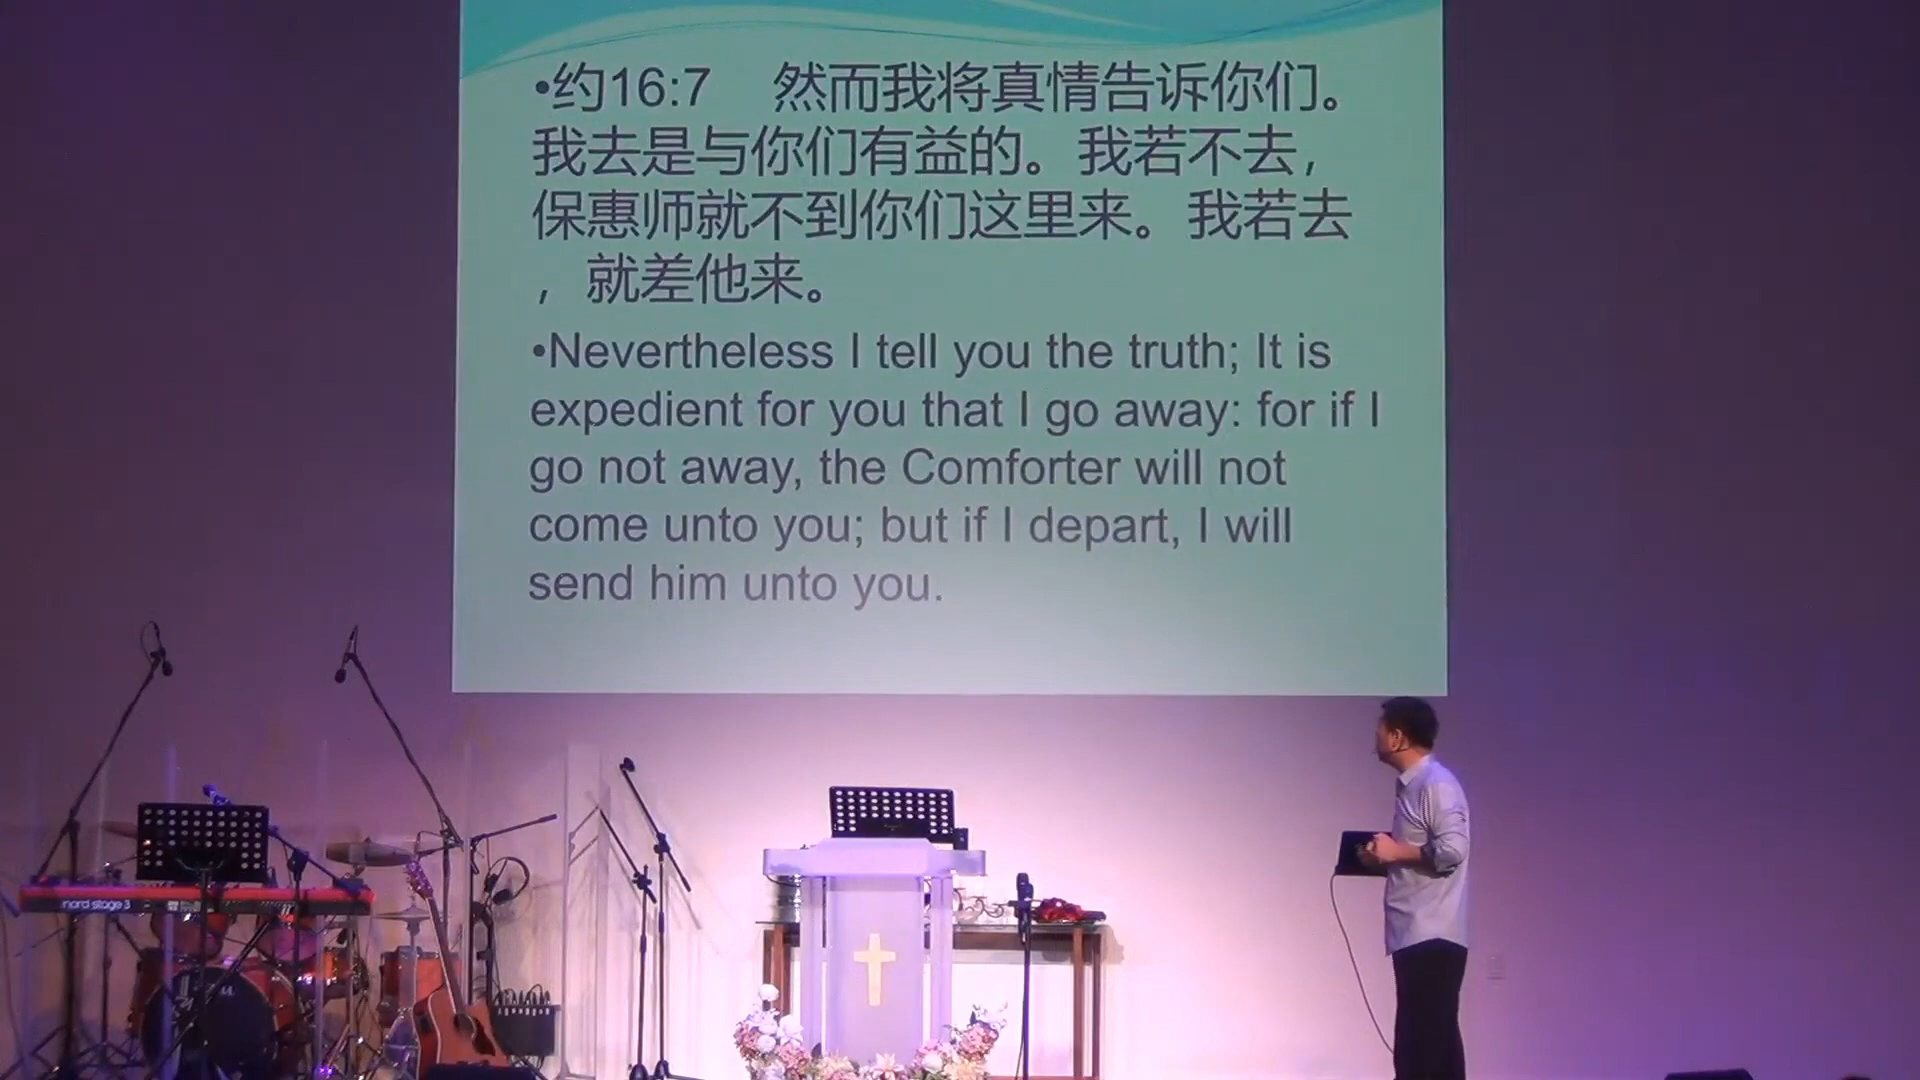 •约16:7　然而我将真情告诉你们。
我去是与你们有益的。我若不去，
保惠师就不到你们这里来。我若去
，就差他来。
•Nevertheless I tell you the truth; It is
expedient for you that I go away: for if I
go not away, the Comforter will not
come unto you; but if I depart, I will
send him unto you.
nord stage 3